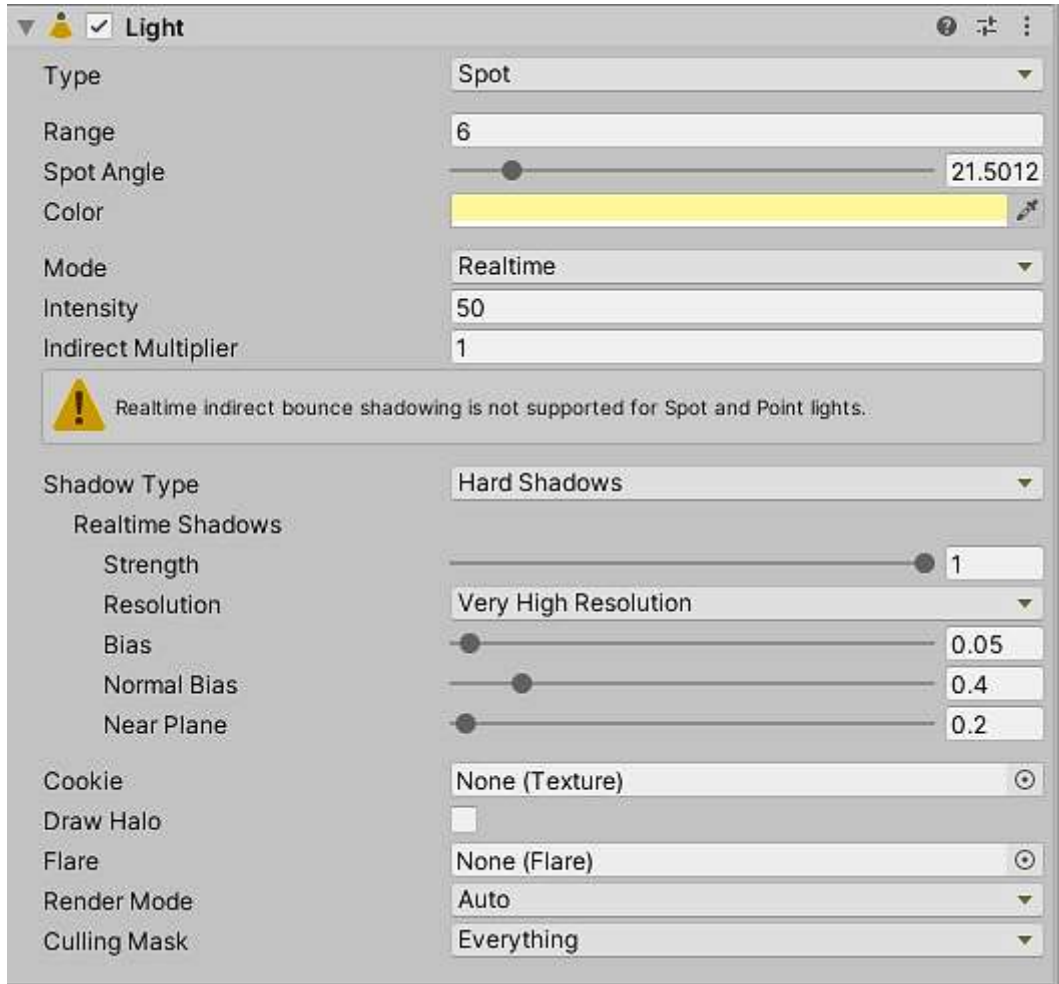 Light
Type Spot
Range 6
Spot Angle 21.5012
Color
Mode Realtime
Intensity 50
Indirect Multiplier 1
Realtime indirect bounce shadowing is not supported for Spot and Point lights.
Shadow Type Hard Shadows
Realtime Shadows
Strength 1
Resolution Very High Resolution
Bias 0.05
Normal Bias 0.4
Near Plane 0.2
Cookie None (Texture)
Draw Halo
Flare None (Flare)
Render Mode Auto
Culling Mask Everything